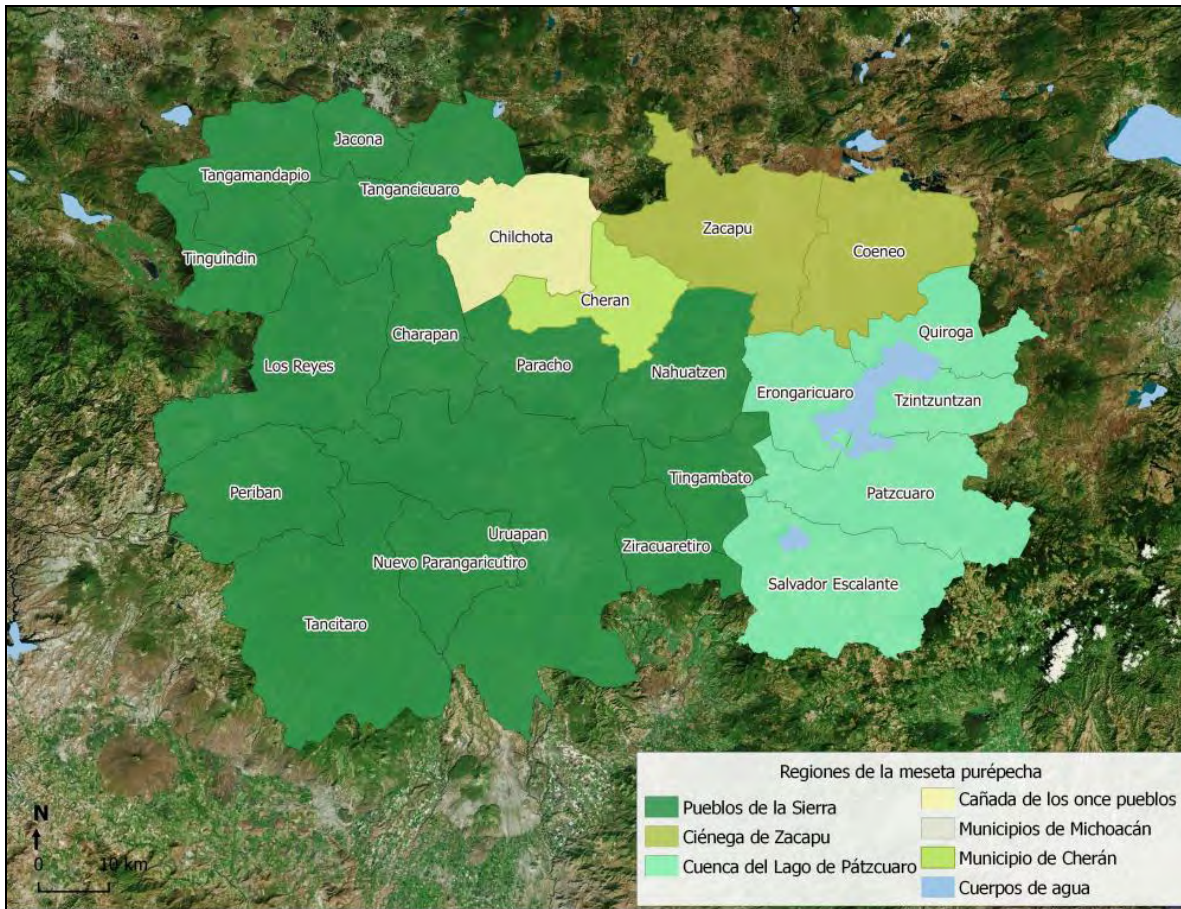 Jacona
Tangamandapio
Tangancicuaro
Chilchota
Zacapu
Coeneo
Tinguindin
Cheran
Charapan
Quiroga
Los Reyes
Paracho
Nahuatzen
Erongaricuaro
Tzintzuntzan
Tingambato
Periban
Patzcuaro
Uruapan
Ziracuaretiro
Nuevo Parangaricutiro
Salvador Escalante
Tancitaro
N
0 10 km
Regiones de la meseta purépecha
Pueblos de la Sierra
Ciénega de Zacapu
Cuenca del Lago de Pátzcuaro
Cañada de los once pueblos
Municipios de Michoacán
Municipio de Cherán
Cuerpos de agua